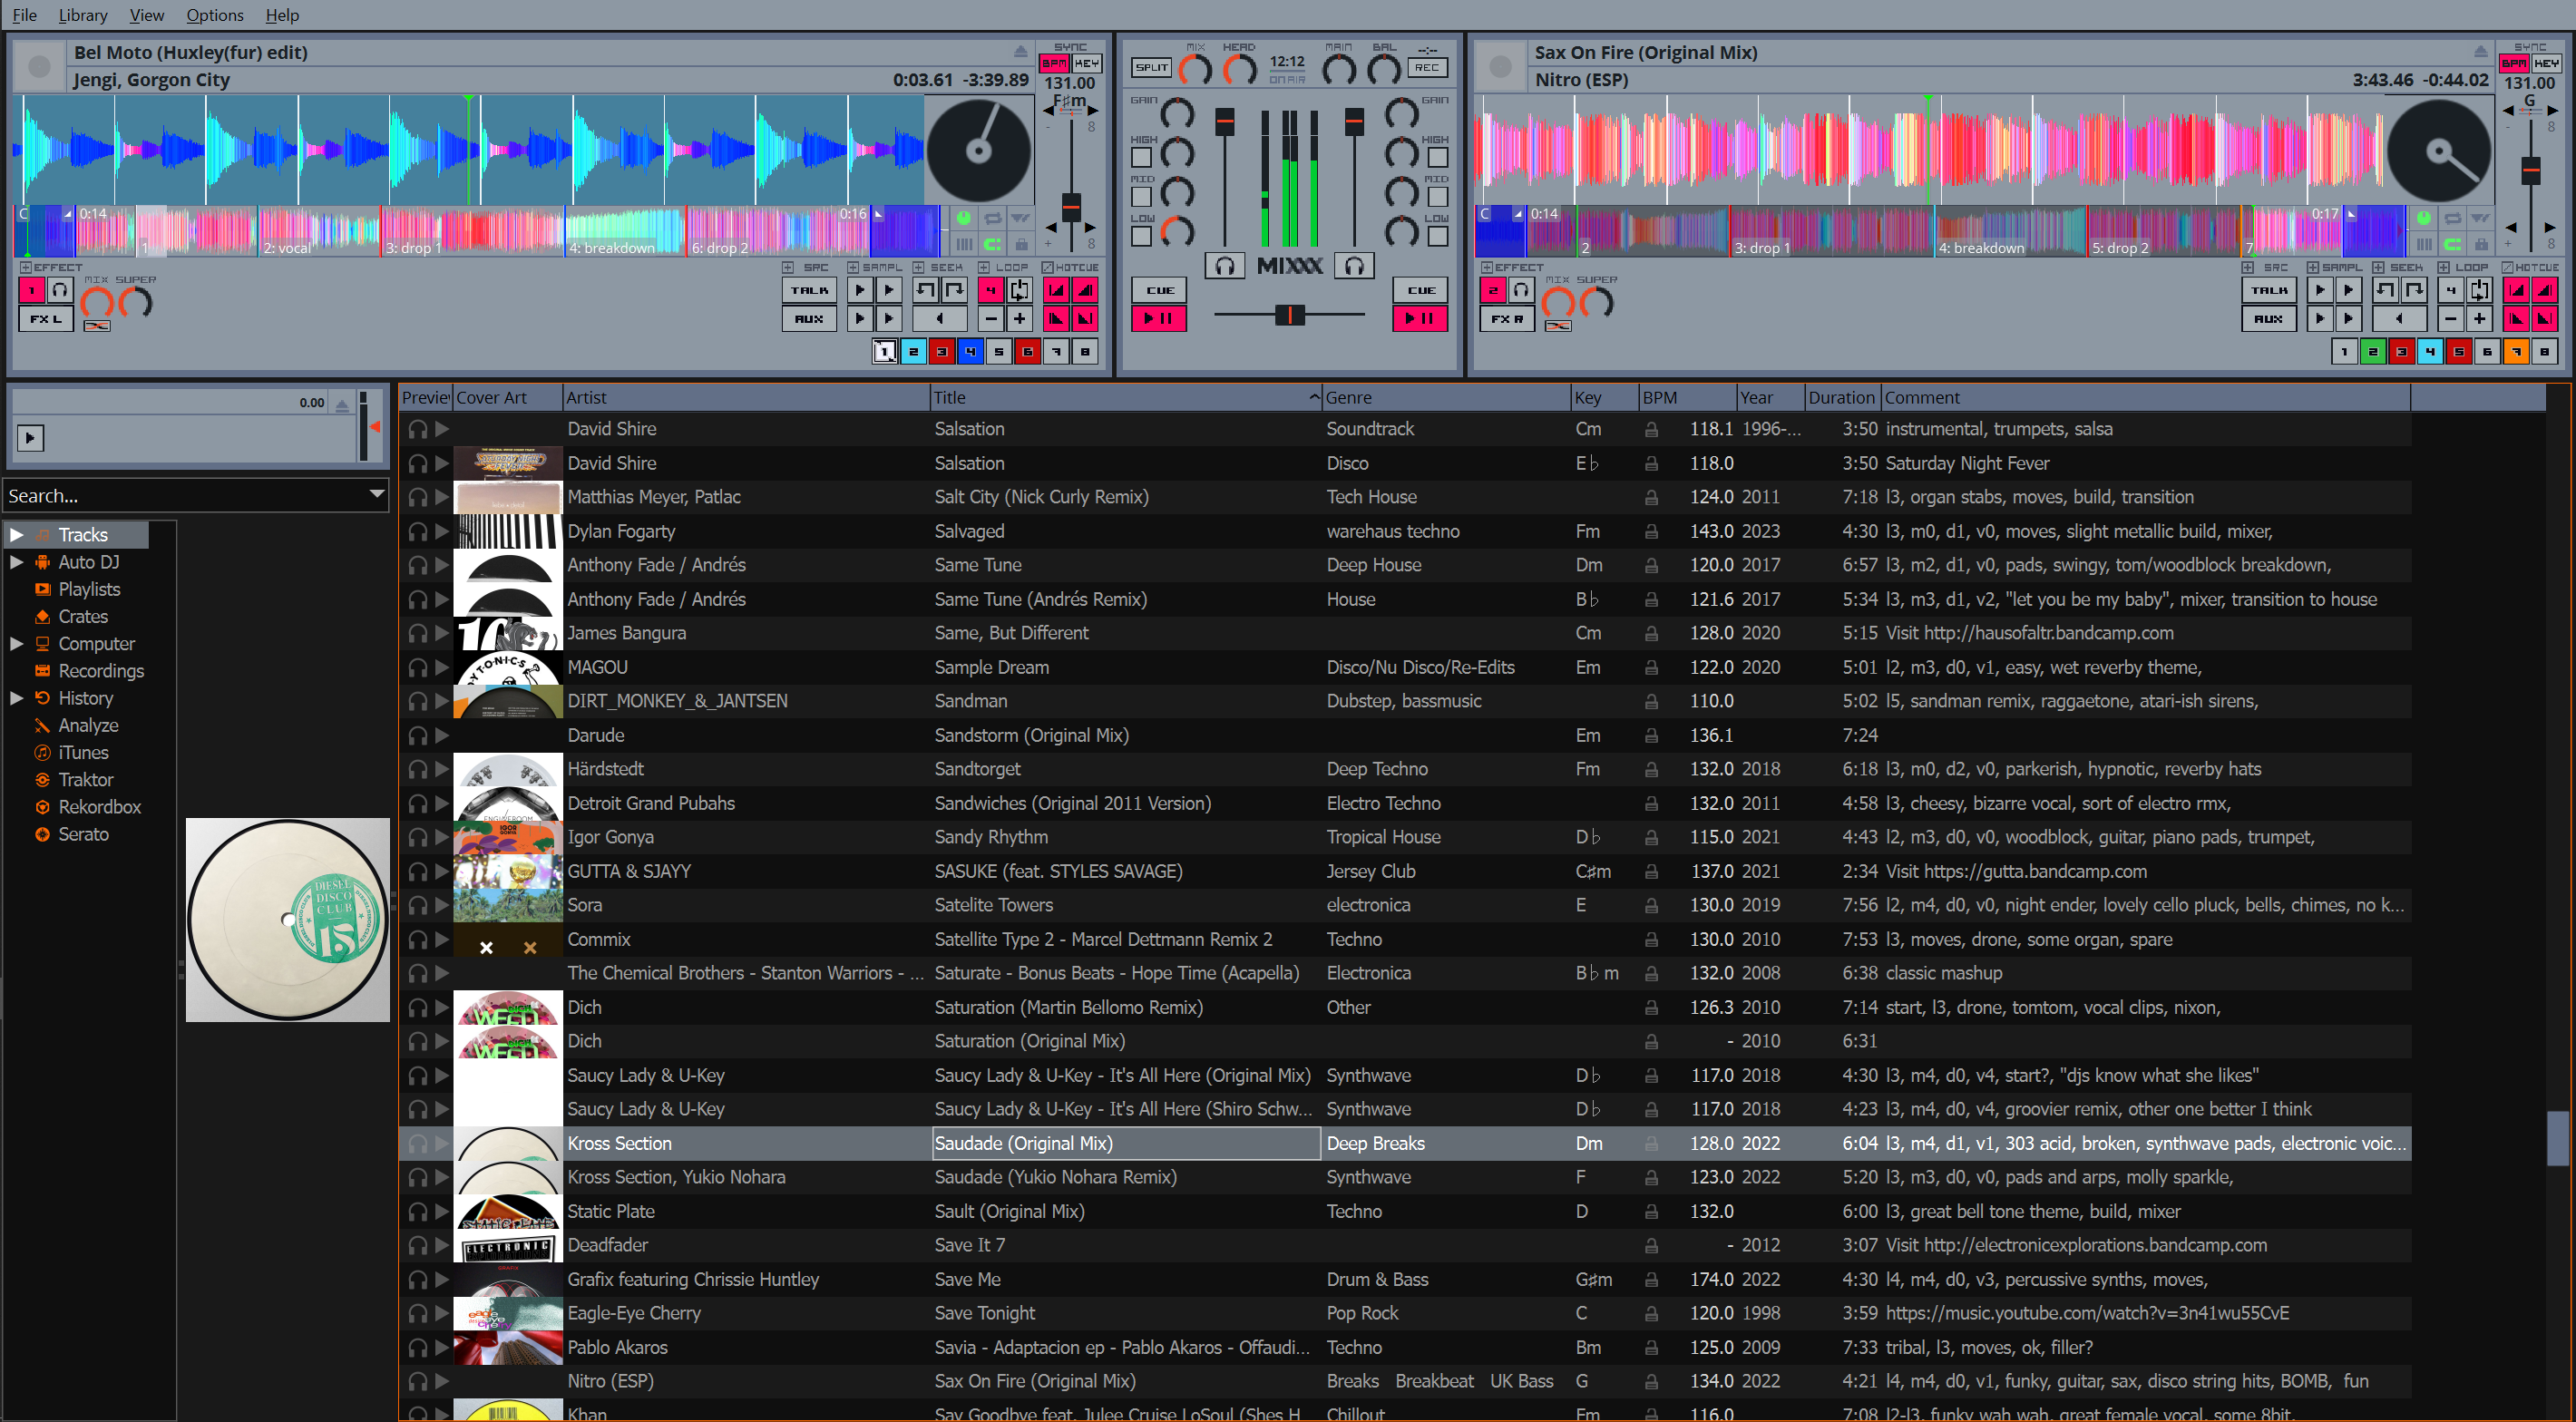 File Library View Options Help
Bel Moto (Huxley(fur) edit)
Jengi, Gorgon City 0:03.61 -3:39.89
SYNC
BPM KEY
131.00
F♯m
- 8
+ 8
C 0:14 0:16
1 2: vocal 3: drop 1 4: breakdown 6: drop 2
EFFECT MIX SUPER
1
FX L
SRC SAMPL SEEK LOOP HOTCUE
TALK 4
AUX − +
1 2 3 4 5 6 7 8
MIX HEAD MAIN BAL --:--
SPLIT 12:12 REC
ON AIR
GAIN GAIN
HIGH HIGH
MID MID
LOW LOW
MIXXX
CUE CUE
Sax On Fire (Original Mix)
Nitro (ESP) 3:43.46 -0:44.02
SYNC
BPM KEY
131.00
G
- 8
+ 8
C 0:14 0:17
2 3: drop 1 4: breakdown 5: drop 2 7
EFFECT MIX SUPER
2
FX R
SRC SAMPL SEEK LOOP HOTCUE
TALK 4
AUX − +
1 2 3 4 5 6 7 8
0.00
Search...
Tracks
Auto DJ
Playlists
Crates
Computer
Recordings
History
Analyze
iTunes
Traktor
Rekordbox
Serato
DIESEL
DISCO
CLUB
15
Preview Cover Art Artist Title Genre Key BPM Year Duration Comment
David Shire Salsation Soundtrack Cm 118.1 1996-... 3:50 instrumental, trumpets, salsa
David Shire Salsation Disco E♭ 118.0 3:50 Saturday Night Fever
Matthias Meyer, Patlac Salt City (Nick Curly Remix) Tech House 124.0 2011 7:18 l3, organ stabs, moves, build, transition
Dylan Fogarty Salvaged warehaus techno Fm 143.0 2023 4:30 l3, m0, d1, v0, moves, slight metallic build, mixer,
Anthony Fade / Andrés Same Tune Deep House Dm 120.0 2017 6:57 l3, m2, d1, v0, pads, swingy, tom/woodblock breakdown,
Anthony Fade / Andrés Same Tune (Andrés Remix) House B♭ 121.6 2017 5:34 l3, m3, d1, v2, "let you be my baby", mixer, transition to house
James Bangura Same, But Different Cm 128.0 2020 5:15 Visit http://hausofaltr.bandcamp.com
MAGOU Sample Dream Disco/Nu Disco/Re-Edits Em 122.0 2020 5:01 l2, m3, d0, v1, easy, wet reverby theme,
DIRT_MONKEY_&_JANTSEN Sandman Dubstep, bassmusic 110.0 5:02 l5, sandman remix, raggaetone, atari-ish sirens,
Darude Sandstorm (Original Mix) Em 136.1 7:24
Härdstedt Sandtorget Deep Techno Fm 132.0 2018 6:18 l3, m0, d2, v0, parkerish, hypnotic, reverby hats
Detroit Grand Pubahs Sandwiches (Original 2011 Version) Electro Techno 132.0 2011 4:58 l3, cheesy, bizarre vocal, sort of electro rmx,
Igor Gonya Sandy Rhythm Tropical House D♭ 115.0 2021 4:43 l2, m3, d0, v0, woodblock, guitar, piano pads, trumpet,
GUTTA & SJAYY SASUKE (feat. STYLES SAVAGE) Jersey Club C♯m 137.0 2021 2:34 Visit https://gutta.bandcamp.com
Sora Satelite Towers electronica E 130.0 2019 7:56 l2, m4, d0, v0, night ender, lovely cello pluck, bells, chimes, no k...
Commix Satellite Type 2 - Marcel Dettmann Remix 2 Techno 130.0 2010 7:53 l3, moves, drone, some organ, spare
The Chemical Brothers - Stanton Warriors - ... Saturate - Bonus Beats - Hope Time (Acapella) Electronica B♭m 132.0 2008 6:38 classic mashup
Dich Saturation (Martin Bellomo Remix) Other 126.3 2010 7:14 start, l3, drone, tomtom, vocal clips, nixon,
Dich Saturation (Original Mix) - 2010 6:31
Saucy Lady & U-Key Saucy Lady & U-Key - It's All Here (Original Mix) Synthwave D♭ 117.0 2018 4:30 l3, m4, d0, v4, start?, "djs know what she likes"
Saucy Lady & U-Key Saucy Lady & U-Key - It's All Here (Shiro Schw... Synthwave D♭ 117.0 2018 4:23 l3, m4, d0, v4, groovier remix, other one better I think
Kross Section Saudade (Original Mix) Deep Breaks Dm 128.0 2022 6:04 l3, m4, d1, v1, 303 acid, broken, synthwave pads, electronic voic...
Kross Section, Yukio Nohara Saudade (Yukio Nohara Remix) Synthwave F 123.0 2022 5:20 l3, m3, d0, v0, pads and arps, molly sparkle,
Static Plate Sault (Original Mix) Techno D 132.0 6:00 l3, great bell tone theme, build, mixer
Deadfader Save It 7 - 2012 3:07 Visit http://electronicexplorations.bandcamp.com
Grafix featuring Chrissie Huntley Save Me Drum & Bass G♯m 174.0 2022 4:30 l4, m4, d0, v3, percussive synths, moves,
Eagle-Eye Cherry Save Tonight Pop Rock C 120.0 1998 3:59 https://music.youtube.com/watch?v=3n41wu55CvE
Pablo Akaros Savia - Adaptacion ep - Pablo Akaros - Offaudi... Techno Bm 125.0 2009 7:33 tribal, l3, moves, ok, filler?
Nitro (ESP) Sax On Fire (Original Mix) Breaks Breakbeat UK Bass G 134.0 2022 4:21 l4, m4, d0, v1, funky, guitar, sax, disco string hits, BOMB, fun
Khan Say Goodbye feat. Julee Cruise LoSoul (Shes H Chillout Em 116.0 7:08 l2-l3, funky wah wah, great female vocal, some 8bit,